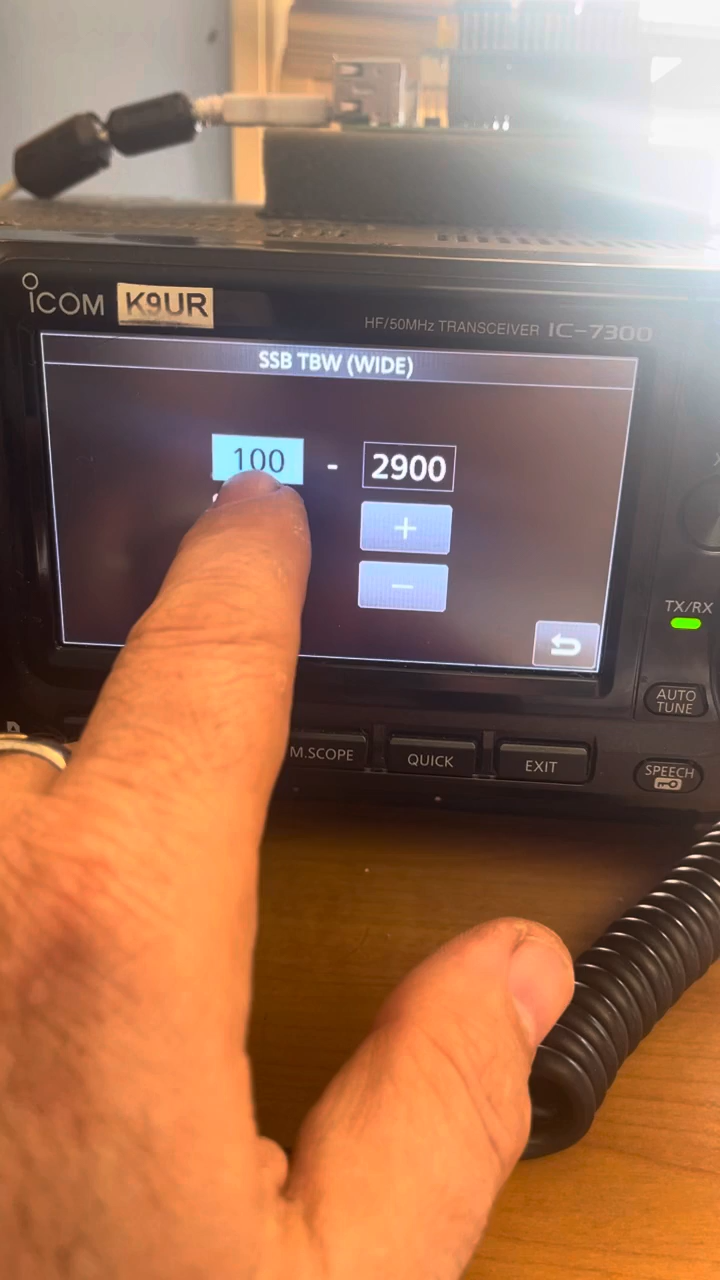 ICOM K9UR
HF/50MHz TRANSCEIVER IC-7300
SSB TBW (WIDE)
100 - 2900
+
−
TX/RX
AUTO
TUNE
M.SCOPE QUICK EXIT
SPEECH